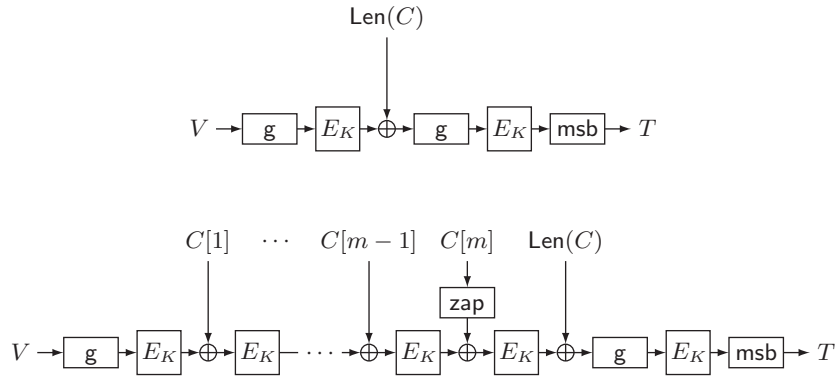 Len(C)
V g E_K ⊕ g E_K msb T
C[1] ⋯ C[m − 1] C[m] Len(C)
zap
V g E_K ⊕ E_K ⋯ ⊕ E_K ⊕ E_K ⊕ g E_K msb T